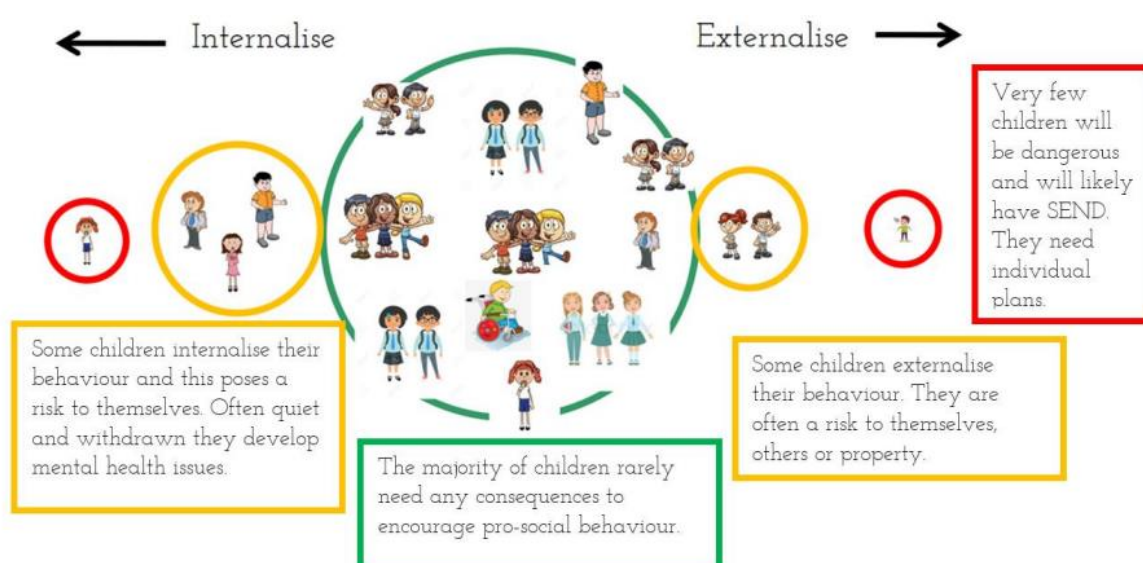 Internalise
Externalise
Very few
children will
be dangerous
and will likely
have SEND.
They need
individual
plans.
Some children internalise their
behaviour and this poses a
risk to themselves. Often quiet
and withdrawn they develop
mental health issues.
Some children externalise
their behaviour. They are
often a risk to themselves,
others or property.
The majority of children rarely
need any consequences to
encourage pro-social behaviour.